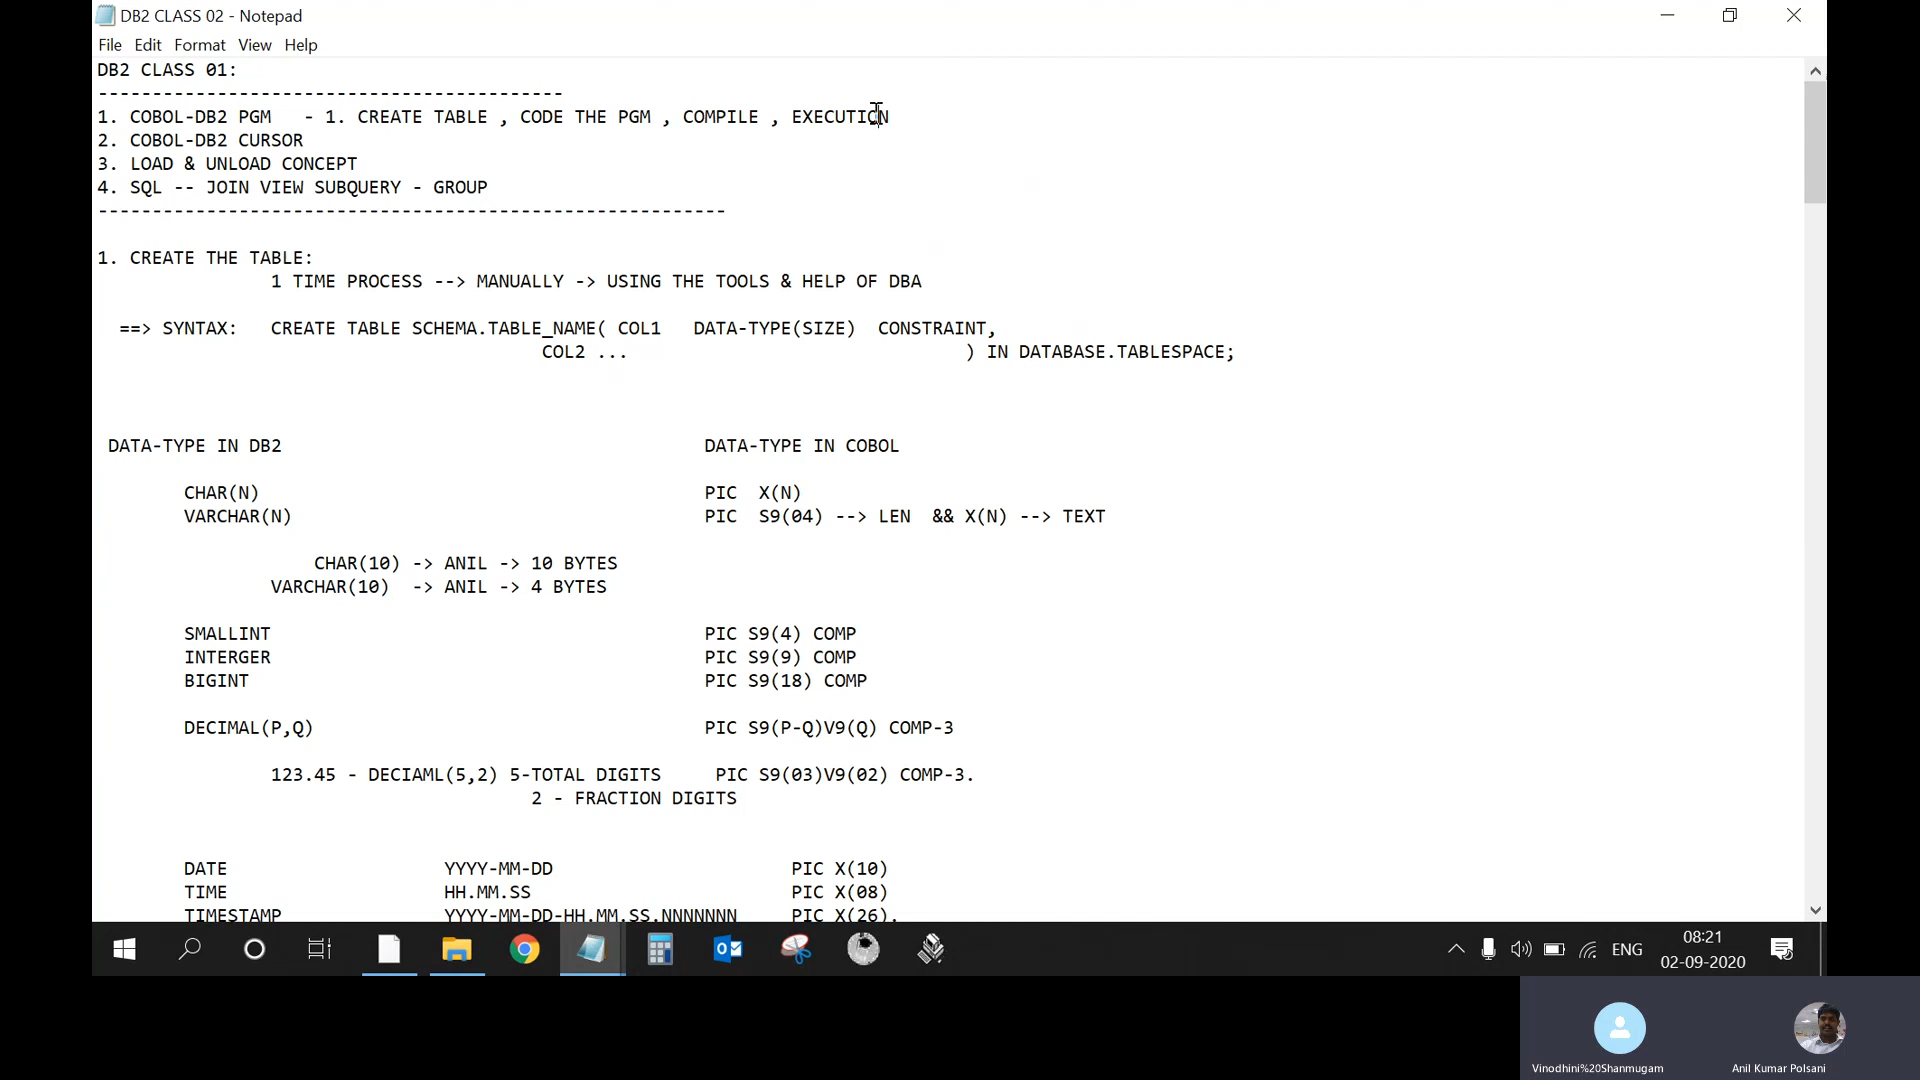 DB2 CLASS 02 - Notepad
File Edit Format View Help
DB2 CLASS 01:
-------------------------------------------
1. COBOL-DB2 PGM   - 1. CREATE TABLE , CODE THE PGM , COMPILE , EXECUTION
2. COBOL-DB2 CURSOR
3. LOAD & UNLOAD CONCEPT
4. SQL -- JOIN VIEW SUBQUERY - GROUP
----------------------------------------------------------
1. CREATE THE TABLE:
1 TIME PROCESS --> MANUALLY -> USING THE TOOLS & HELP OF DBA
==> SYNTAX:   CREATE TABLE SCHEMA.TABLE_NAME( COL1   DATA-TYPE(SIZE)  CONSTRAINT,
COL2 ...                               ) IN DATABASE.TABLESPACE;
DATA-TYPE IN DB2                                       DATA-TYPE IN COBOL
CHAR(N)                                         PIC  X(N)
VARCHAR(N)                                      PIC  S9(04) --> LEN  && X(N) --> TEXT
CHAR(10) -> ANIL -> 10 BYTES
VARCHAR(10)  -> ANIL -> 4 BYTES
SMALLINT                                        PIC S9(4) COMP
INTERGER                                        PIC S9(9) COMP
BIGINT                                          PIC S9(18) COMP
DECIMAL(P,Q)                                    PIC S9(P-Q)V9(Q) COMP-3
123.45 - DECIAML(5,2) 5-TOTAL DIGITS     PIC S9(03)V9(02) COMP-3.
2 - FRACTION DIGITS
DATE                    YYYY-MM-DD                      PIC X(10)
TIME                    HH.MM.SS                        PIC X(08)
TIMESTAMP               YYYY-MM-DD-HH.MM.SS.NNNNNNN     PIC X(26).
ENG
08:21
02-09-2020
Vinodhini%20Shanmugam
Anil Kumar Polsani